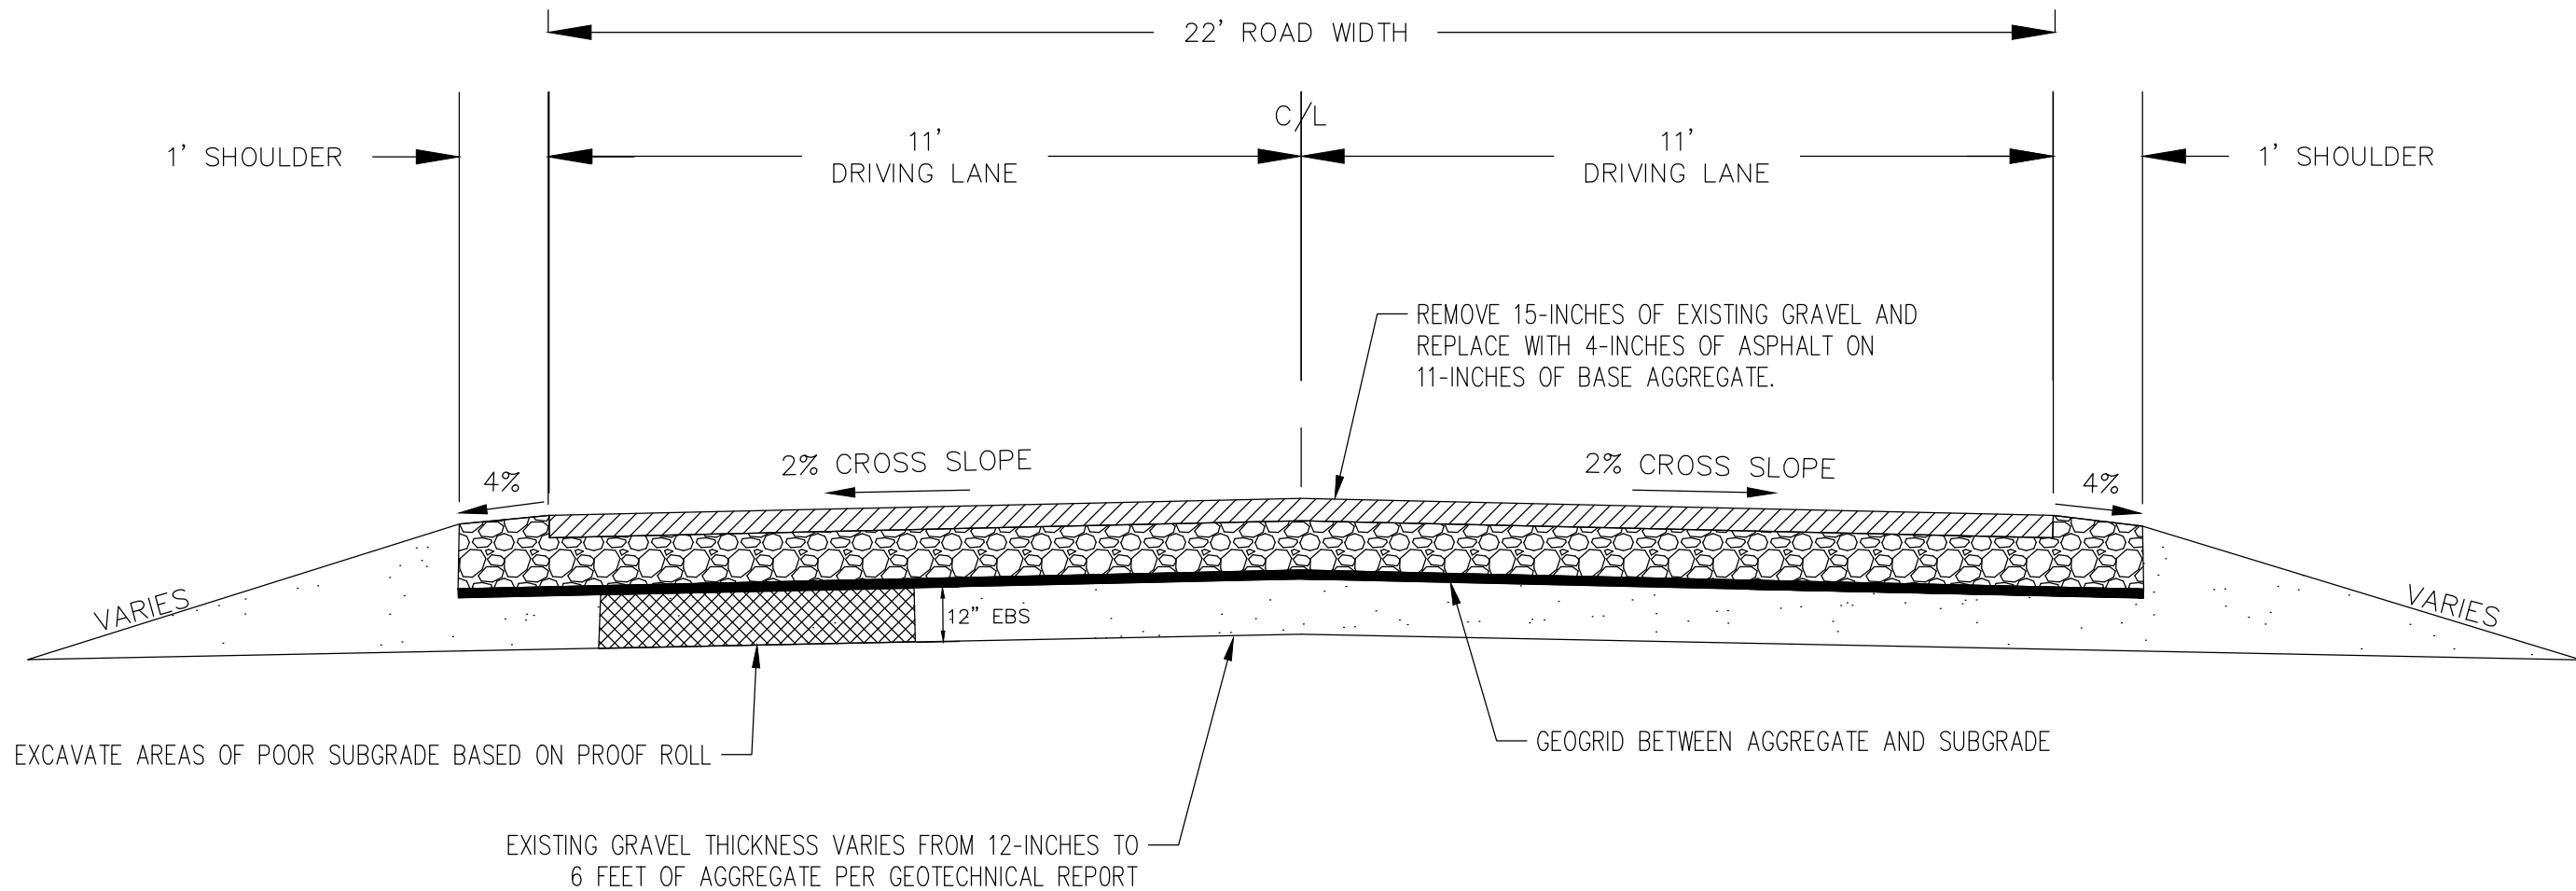 22' ROAD WIDTH
C/L
1' SHOULDER
11'
DRIVING LANE
11'
DRIVING LANE
1' SHOULDER
REMOVE 15-INCHES OF EXISTING GRAVEL AND
REPLACE WITH 4-INCHES OF ASPHALT ON
11-INCHES OF BASE AGGREGATE.
4%
2% CROSS SLOPE
2% CROSS SLOPE
4%
VARIES
12" EBS
VARIES
EXCAVATE AREAS OF POOR SUBGRADE BASED ON PROOF ROLL
GEOGRID BETWEEN AGGREGATE AND SUBGRADE
EXISTING GRAVEL THICKNESS VARIES FROM 12-INCHES TO
6 FEET OF AGGREGATE PER GEOTECHNICAL REPORT